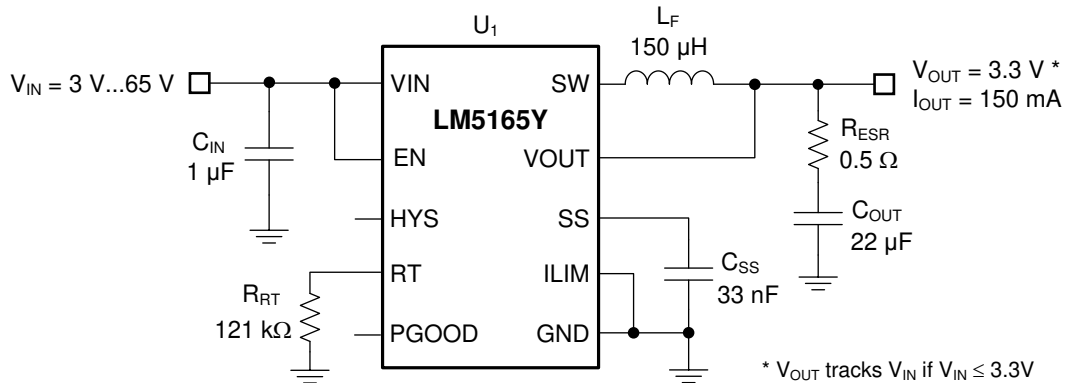 U1
LF
150 µH
VIN = 3 V...65 V
VIN
SW
VOUT = 3.3 V *
IOUT = 150 mA
LM5165Y
CIN
1 µF
EN
VOUT
RESR
0.5 Ω
HYS
SS
COUT
22 µF
RT
ILIM
CSS
33 nF
RRT
121 kΩ
PGOOD
GND
* VOUT tracks VIN if VIN ≤ 3.3V